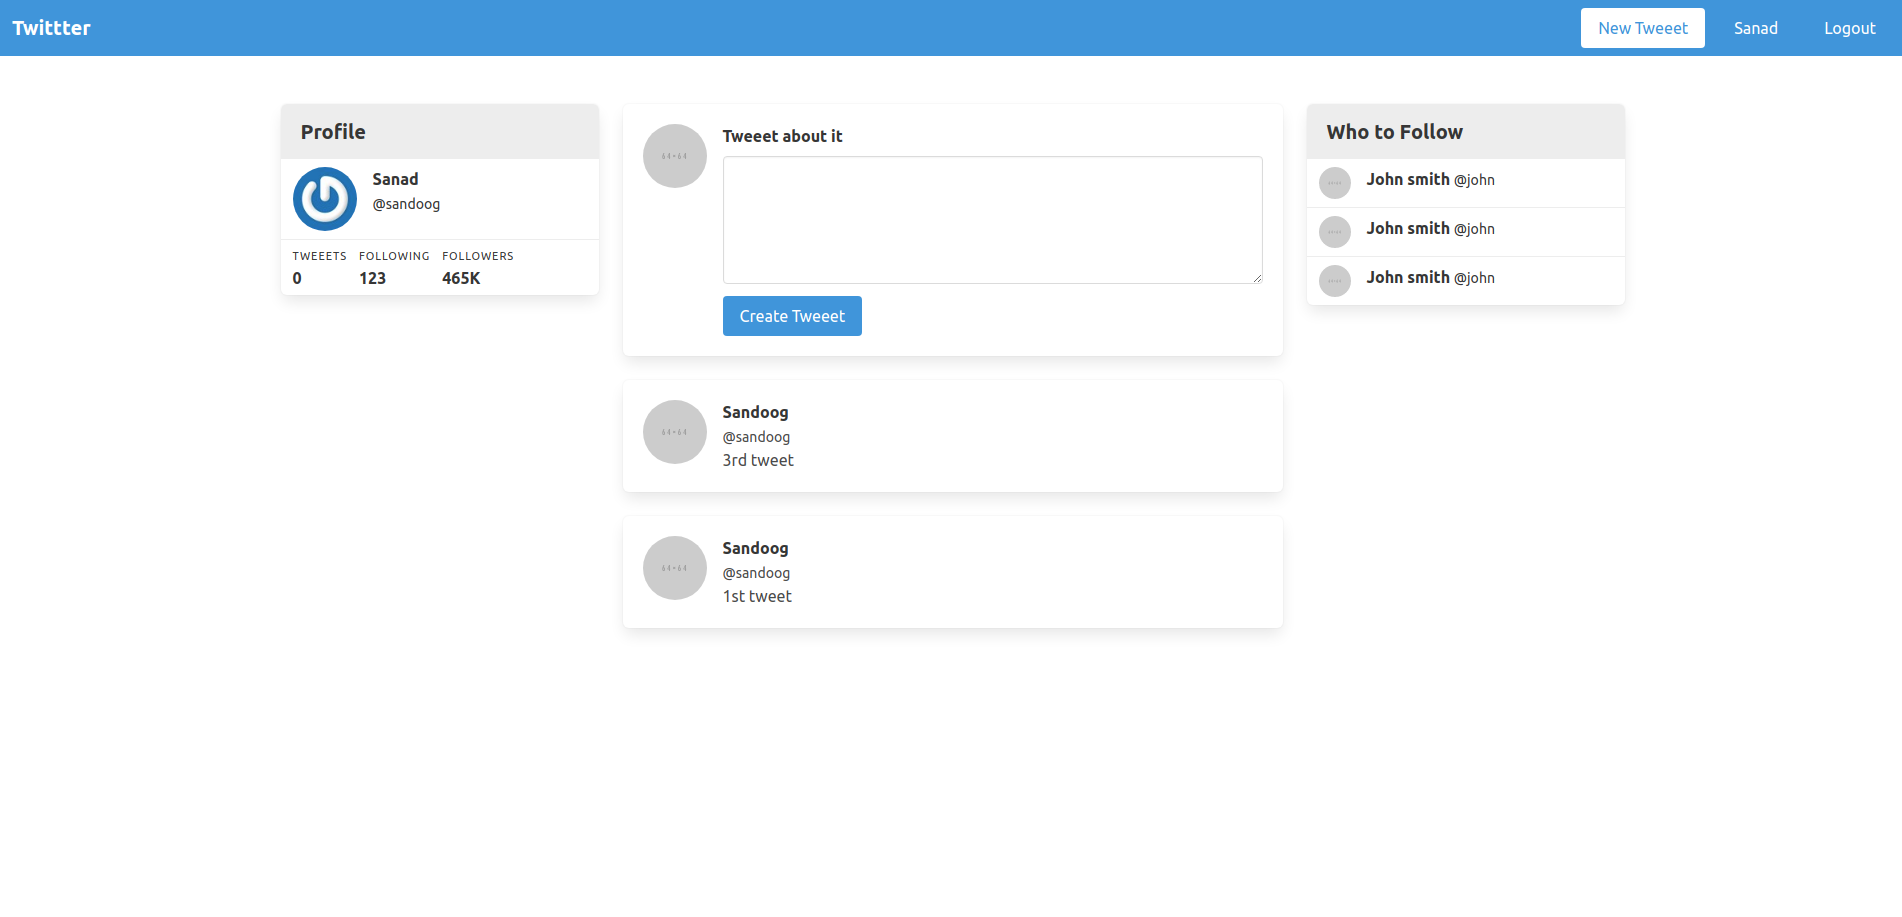 Twittter
New Tweeet Sanad Logout
Profile
Sanad
@sandoog
TWEEETS FOLLOWING FOLLOWERS
0 123 465K
64×64
Tweeet about it
Create Tweeet
64×64
Sandoog
@sandoog
3rd tweet
64×64
Sandoog
@sandoog
1st tweet
Who to Follow
John smith @john
John smith @john
John smith @john